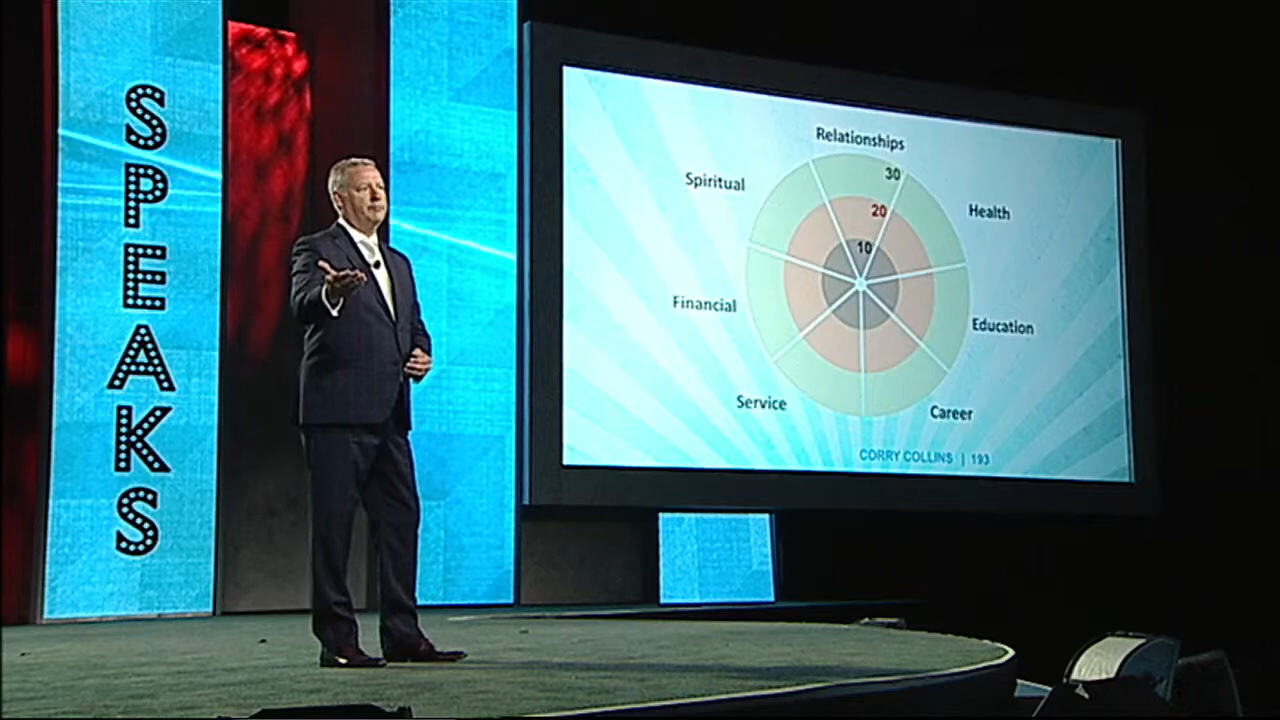 SPEAKS
Relationships
30
Spiritual
20
Health
10
Financial
Education
Service
Career
CORRY COLLINS | 193